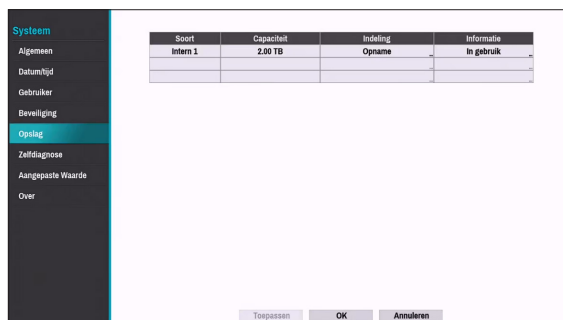 Systeem
Algemeen
Datum/tijd
Gebruiker
Beveiliging
Opslag
Zelfdiagnose
Aangepaste Waarde
Over
Soort Capaciteit Indeling Informatie
Intern 1 2.00 TB Opname ... In gebruik ...
... ...
... ...
Toepassen OK Annuleren